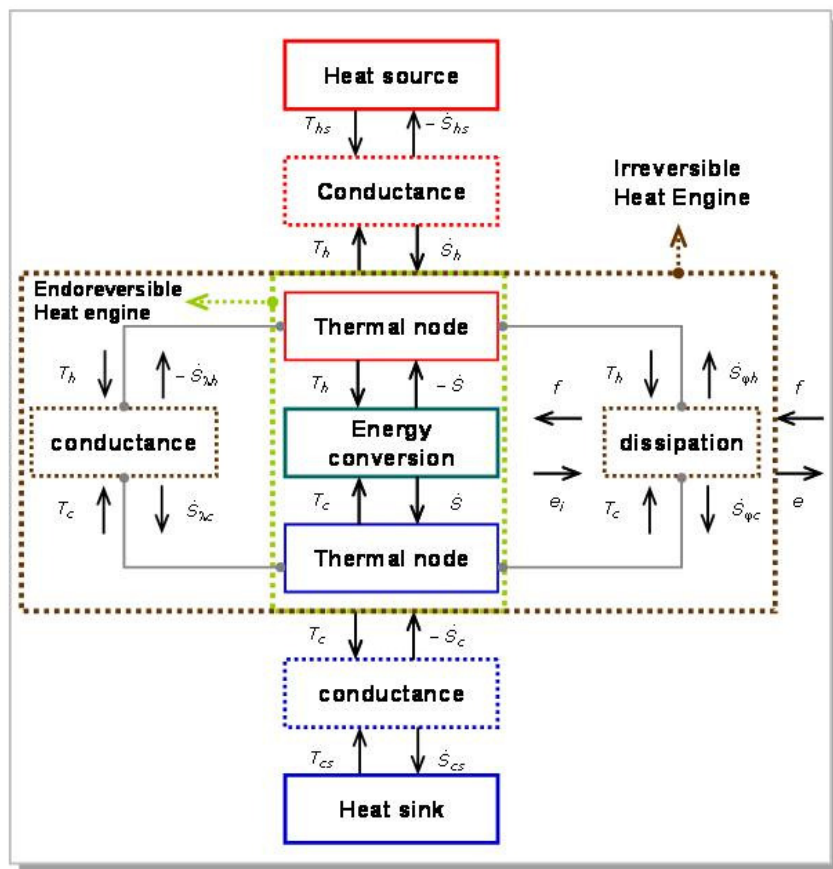 Heat source
T_hs
- Ṡ_hs
Conductance
Irreversible
Heat Engine
T_h
Ṡ_h
Endoreversible
Heat engine
Thermal node
T_h
- Ṡ_λh
T_h
- Ṡ
T_h
Ṡ_φh
f
f
conductance
Energy
conversion
dissipation
T_c
Ṡ_λc
T_c
Ṡ
e_i
T_c
Ṡ_φc
e
Thermal node
T_c
- Ṡ_c
conductance
T_cs
Ṡ_cs
Heat sink